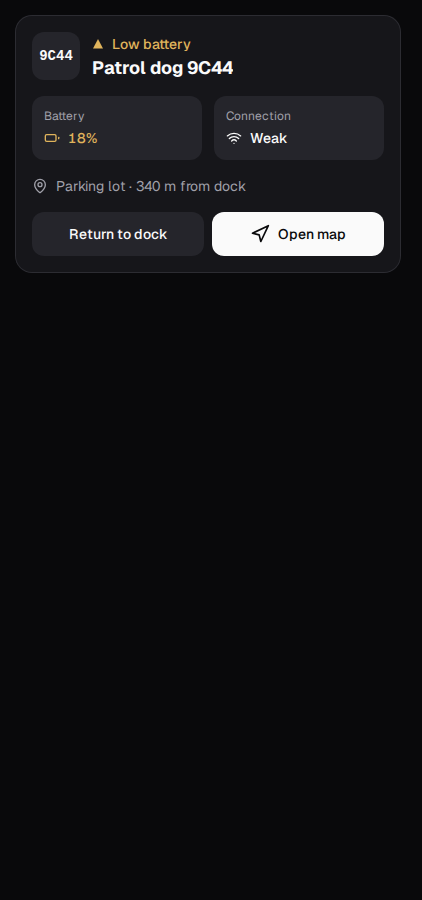 9C44
Low battery
Patrol dog 9C44
Battery
18%
Connection
Weak
Parking lot · 340 m from dock
Return to dock
Open map